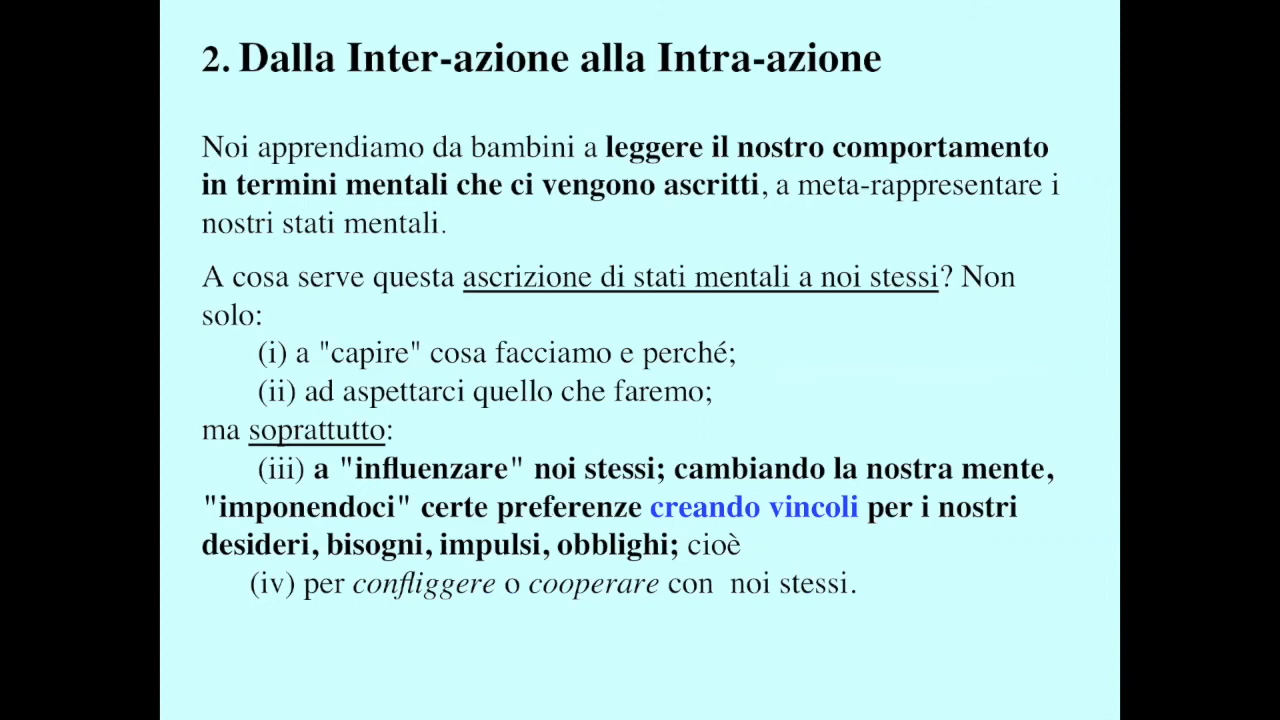 2. Dalla Inter-azione alla Intra-azione
Noi apprendiamo da bambini a leggere il nostro comportamento
in termini mentali che ci vengono ascritti, a meta-rappresentare i
nostri stati mentali.
A cosa serve questa ascrizione di stati mentali a noi stessi? Non
solo:
(i) a "capire" cosa facciamo e perché;
(ii) ad aspettarci quello che faremo;
ma soprattutto:
(iii) a "influenzare" noi stessi; cambiando la nostra mente,
"imponendoci" certe preferenze creando vincoli per i nostri
desideri, bisogni, impulsi, obblighi; cioè
(iv) per confliggere o cooperare con noi stessi.